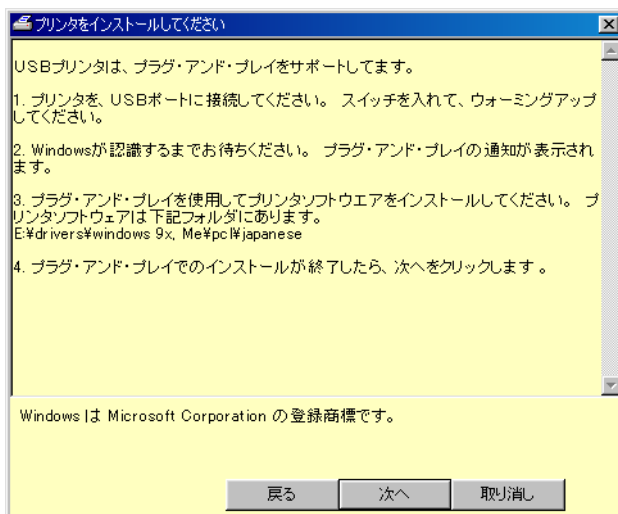 プリンタをインストールしてください
USBプリンタは、プラグ・アンド・プレイをサポートしてます。
1. プリンタを、USBポートに接続してください。 スイッチを入れて、ウォーミングアップ
してください。
2. Windowsが認識するまでお待ちください。 プラグ・アンド・プレイの通知が表示され
ます。
3. プラグ・アンド・プレイを使用してプリンタソフトウエアをインストールしてください。 プ
リンタソフトウェアは下記フォルダにあります。
E:¥drivers¥windows 9x, Me¥pcl¥japanese
4. プラグ・アンド・プレイでのインストールが終了したら、次へをクリックします 。
Windows は Microsoft Corporation の登録商標です。
戻る 次へ 取り消し